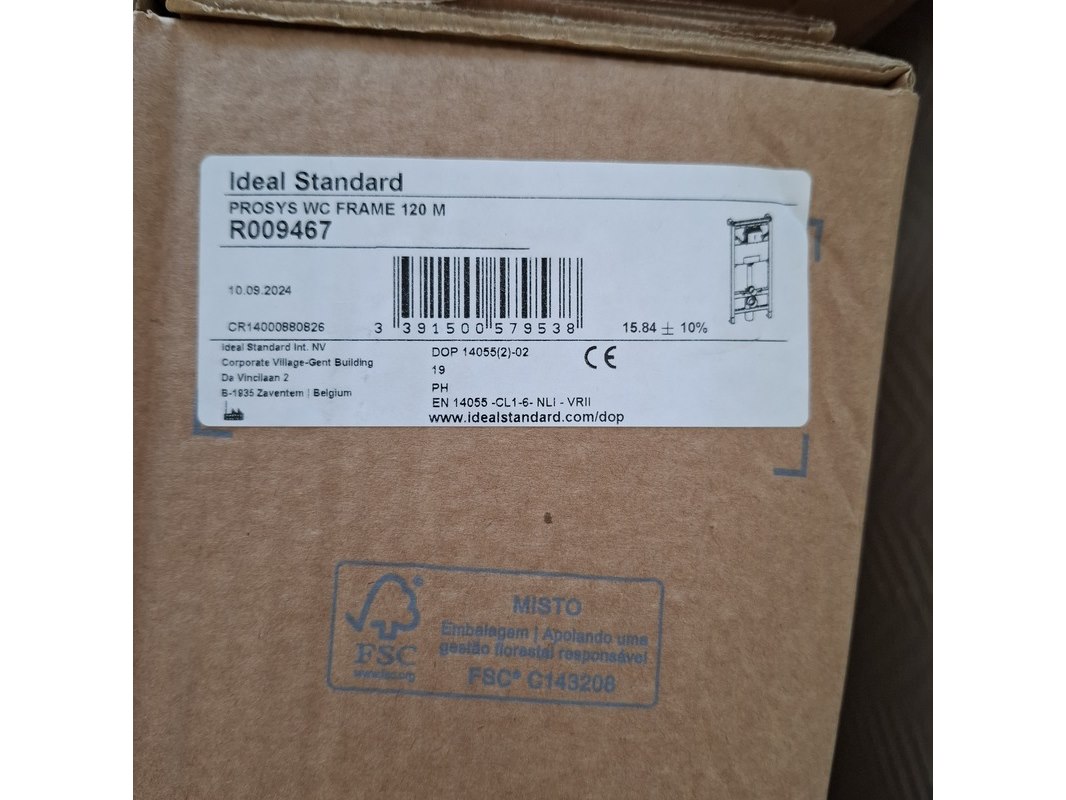 Ideal Standard
PROSYS WC FRAME 120 M
R009467
10.09.2024
CR14000880826
3 391500 579538
15.84 ± 10%
Ideal Standard Int. NV
Corporate Village-Gent Building
Da Vincilaan 2
B-1935 Zaventem | Belgium
DOP 14055(2)-02
CE
19
PH
EN 14055 -CL1-6- NLI - VRII
www.idealstandard.com/dop
FSC
www.fsc.org
MISTO
Embalagem | Apoiando uma
gestão florestal responsável
FSC® C143208